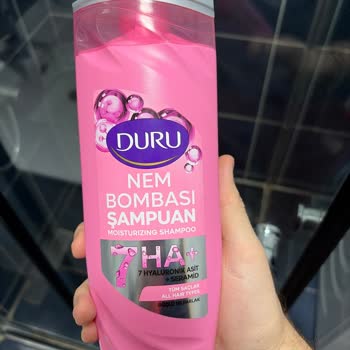 DURU
NEM
BOMBASI
ŞAMPUAN
MOISTURIZING SHAMPOO
7HA+
7 HYALURONİK ASİT
+ SERAMİD
TÜM SAÇLAR
ALL HAIR TYPES